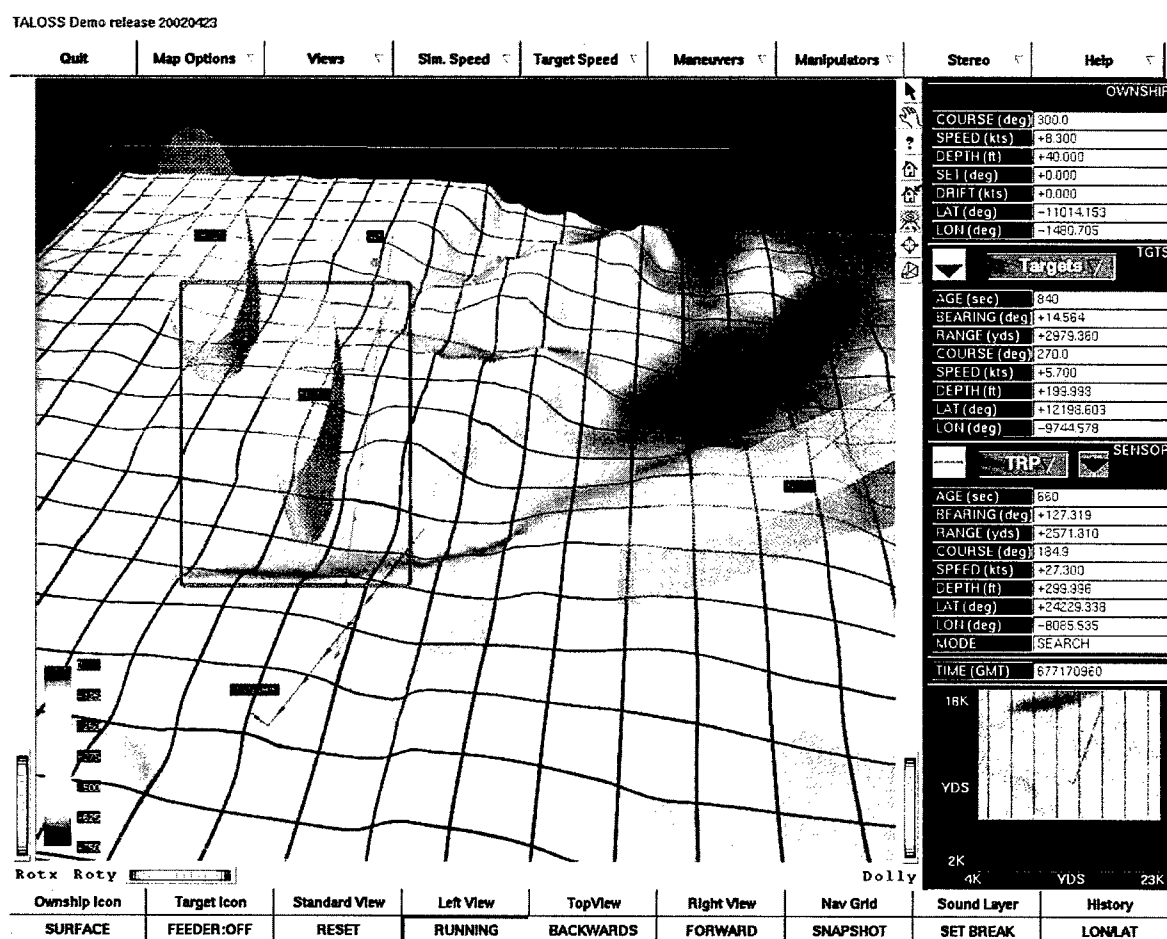 TALOSS Demo release 20020423
Quit Map Options Views Sim. Speed Target Speed Maneuvers Manipulators Stereo Help
OWNSHIP
COURSE (deg) 300.0
SPEED (kts) +8.300
DEPTH (ft) +40.000
SET (deg) +0.000
DRIFT (kts) +0.000
LAT (deg) -11014.153
LON (deg) -1480.705
TGTS
Targets
AGE (sec) 840
BEARING (deg) +14.564
RANGE (yds) +2979.360
COURSE (deg) 270.0
SPEED (kts) +5.700
DEPTH (ft) +199.993
LAT (deg) +12198.603
LON (deg) -9744.578
SENSOR
TRP
AGE (sec) 660
BEARING (deg) +127.319
RANGE (yds) +2571.310
COURSE (deg) 184.9
SPEED (kts) +27.300
DEPTH (ft) +299.996
LAT (deg) +24229.338
LON (deg) -8085.535
MODE SEARCH
TIME (GMT) 677170960
18K
YDS
2K
4K YDS 23K
Rotx Roty Dolly
Ownship Icon Target Icon Standard View Left View TopView Right View Nav Grid Sound Layer History
SURFACE FEEDER:OFF RESET RUNNING BACKWARDS FORWARD SNAPSHOT SET BREAK LON/LAT